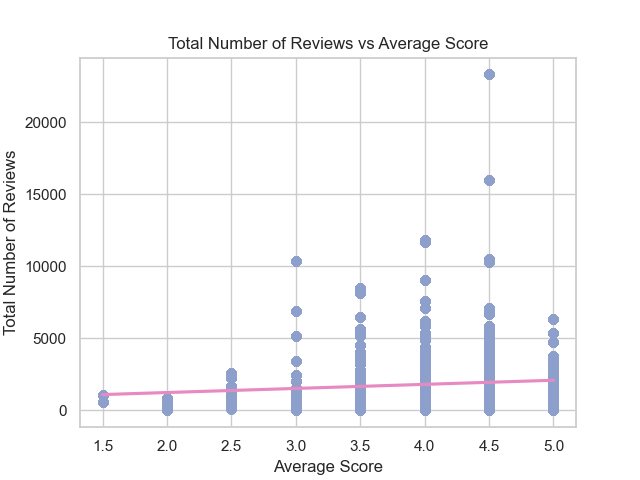 Total Number of Reviews vs Average Score
Total Number of Reviews
20000
15000
10000
5000
0
1.5 2.0 2.5 3.0 3.5 4.0 4.5 5.0
Average Score